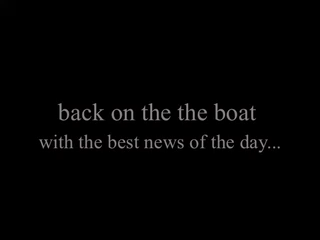 back on the the boat
with the best news of the day...